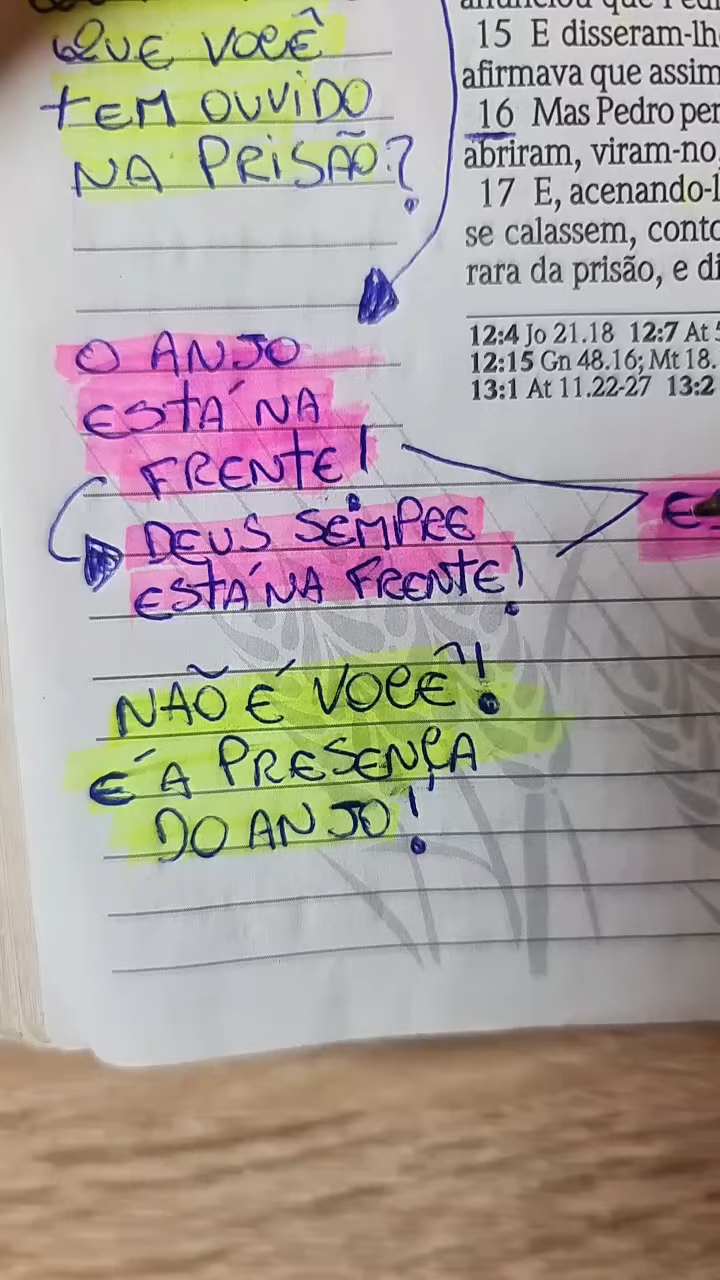 QUE VOCÊ
TEM OUVIDO
NA PRISÃO?
O ANJO
ESTÁ NA
FRENTE!
DEUS SEMPRE
ESTÁ NA FRENTE!
NÃO É VOCÊ!
É A PRESENÇA
DO ANJO!
15 E disseram-lh
afirmava que assim
16 Mas Pedro per
abriram, viram-no,
17 E, acenando-l
se calassem, conto
rara da prisão, e di
12:4 Jo 21.18 12:7 At 5
12:15 Gn 48.16; Mt 18.
13:1 At 11.22-27 13:2